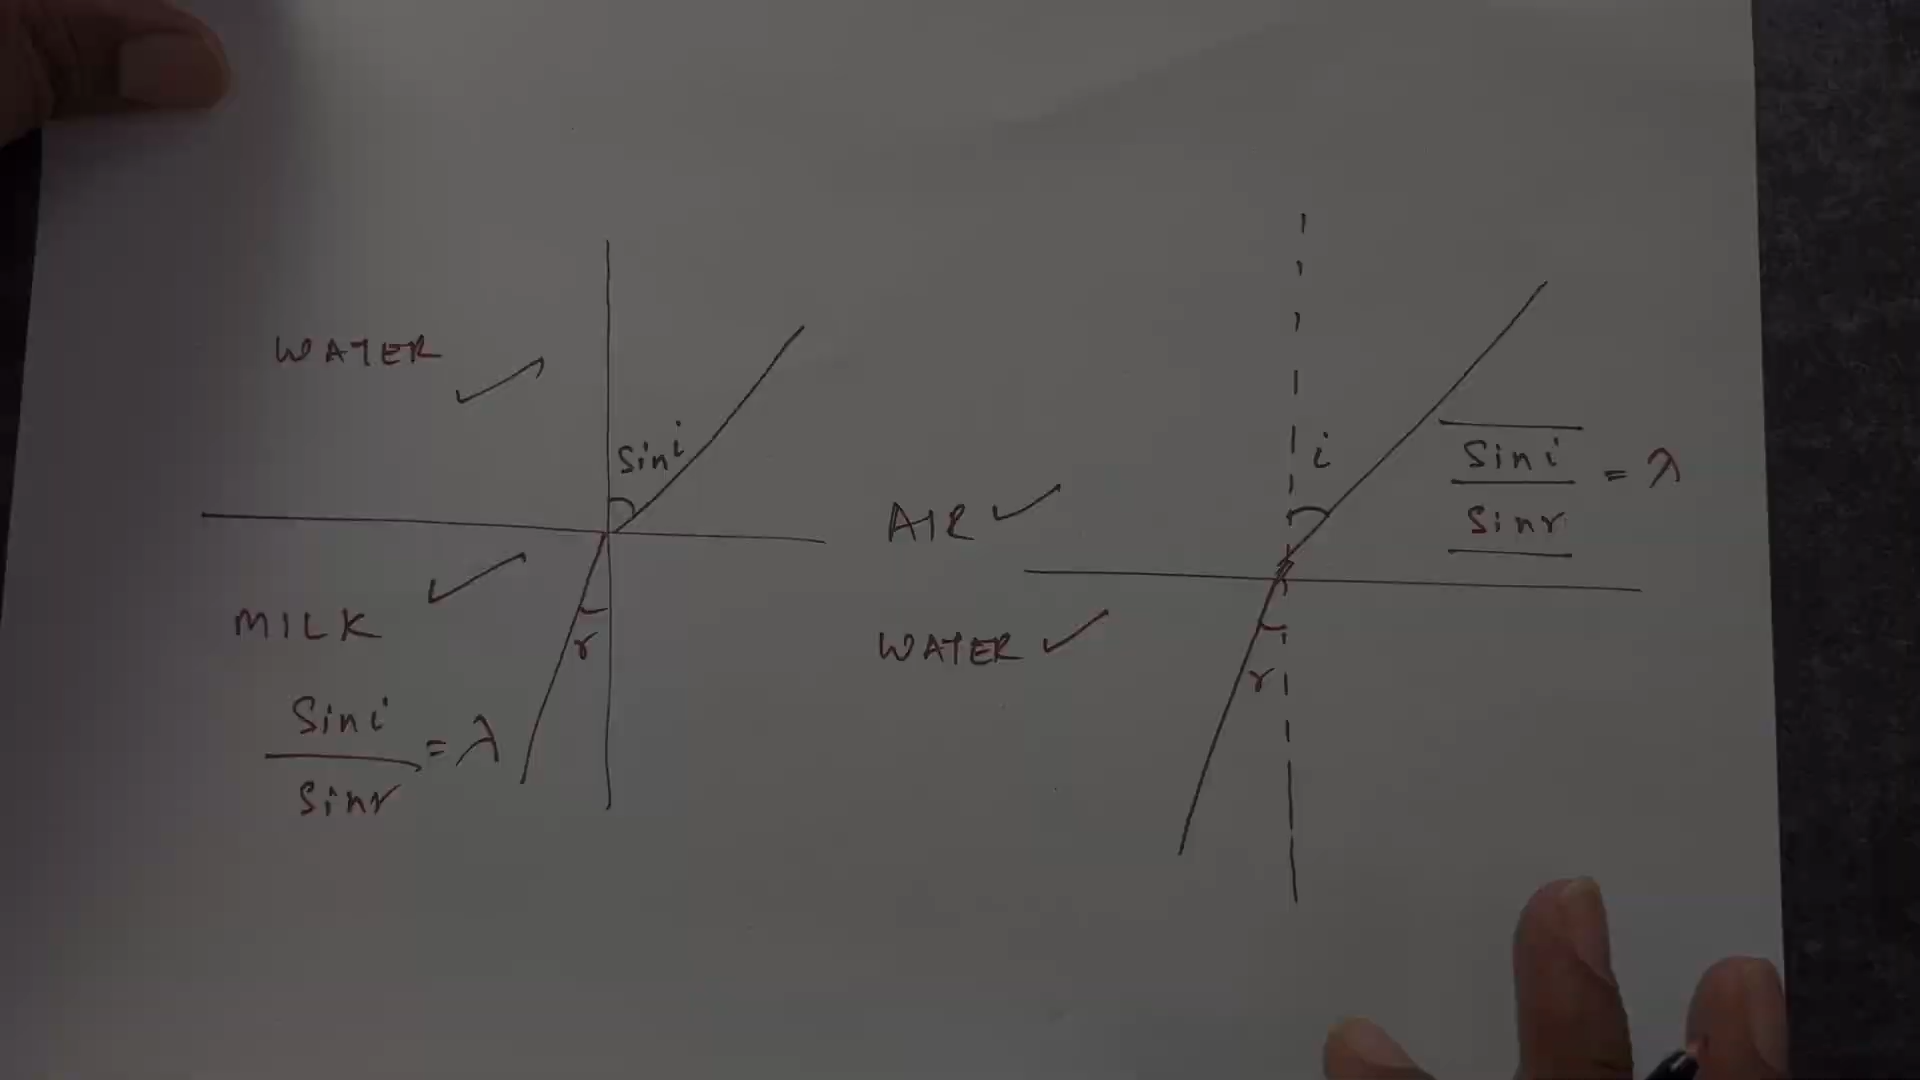 WATER
sin i
MILK
r
Sin i
= λ
Sin r
i
Sin i
= λ
Sin r
AIR
WATER
r